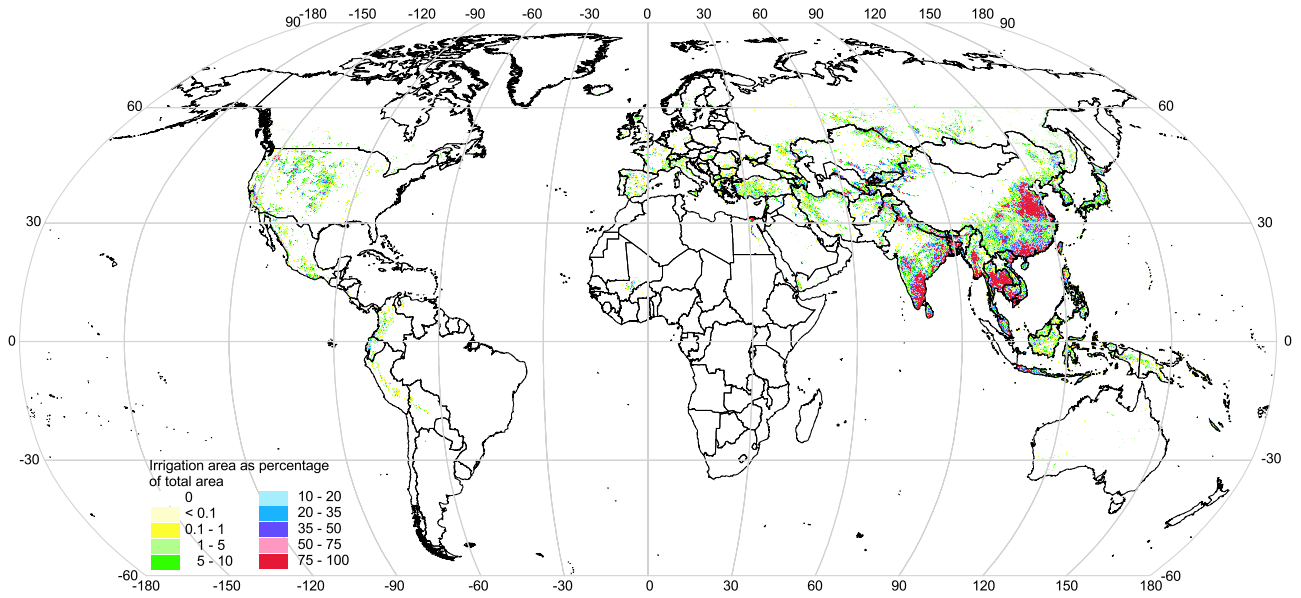 90 -180 -150 -120 -90 -60 -30 0 30 60 90 120 150 180 90
60 60
30 30
0 0
-30 -30
Irrigation area as percentage
of total area
0 10 - 20
< 0.1 20 - 35
0.1 - 1 35 - 50
1 - 5 50 - 75
5 - 10 75 - 100
-60 -60
-180 -150 -120 -90 -60 -30 0 30 60 90 120 150 180